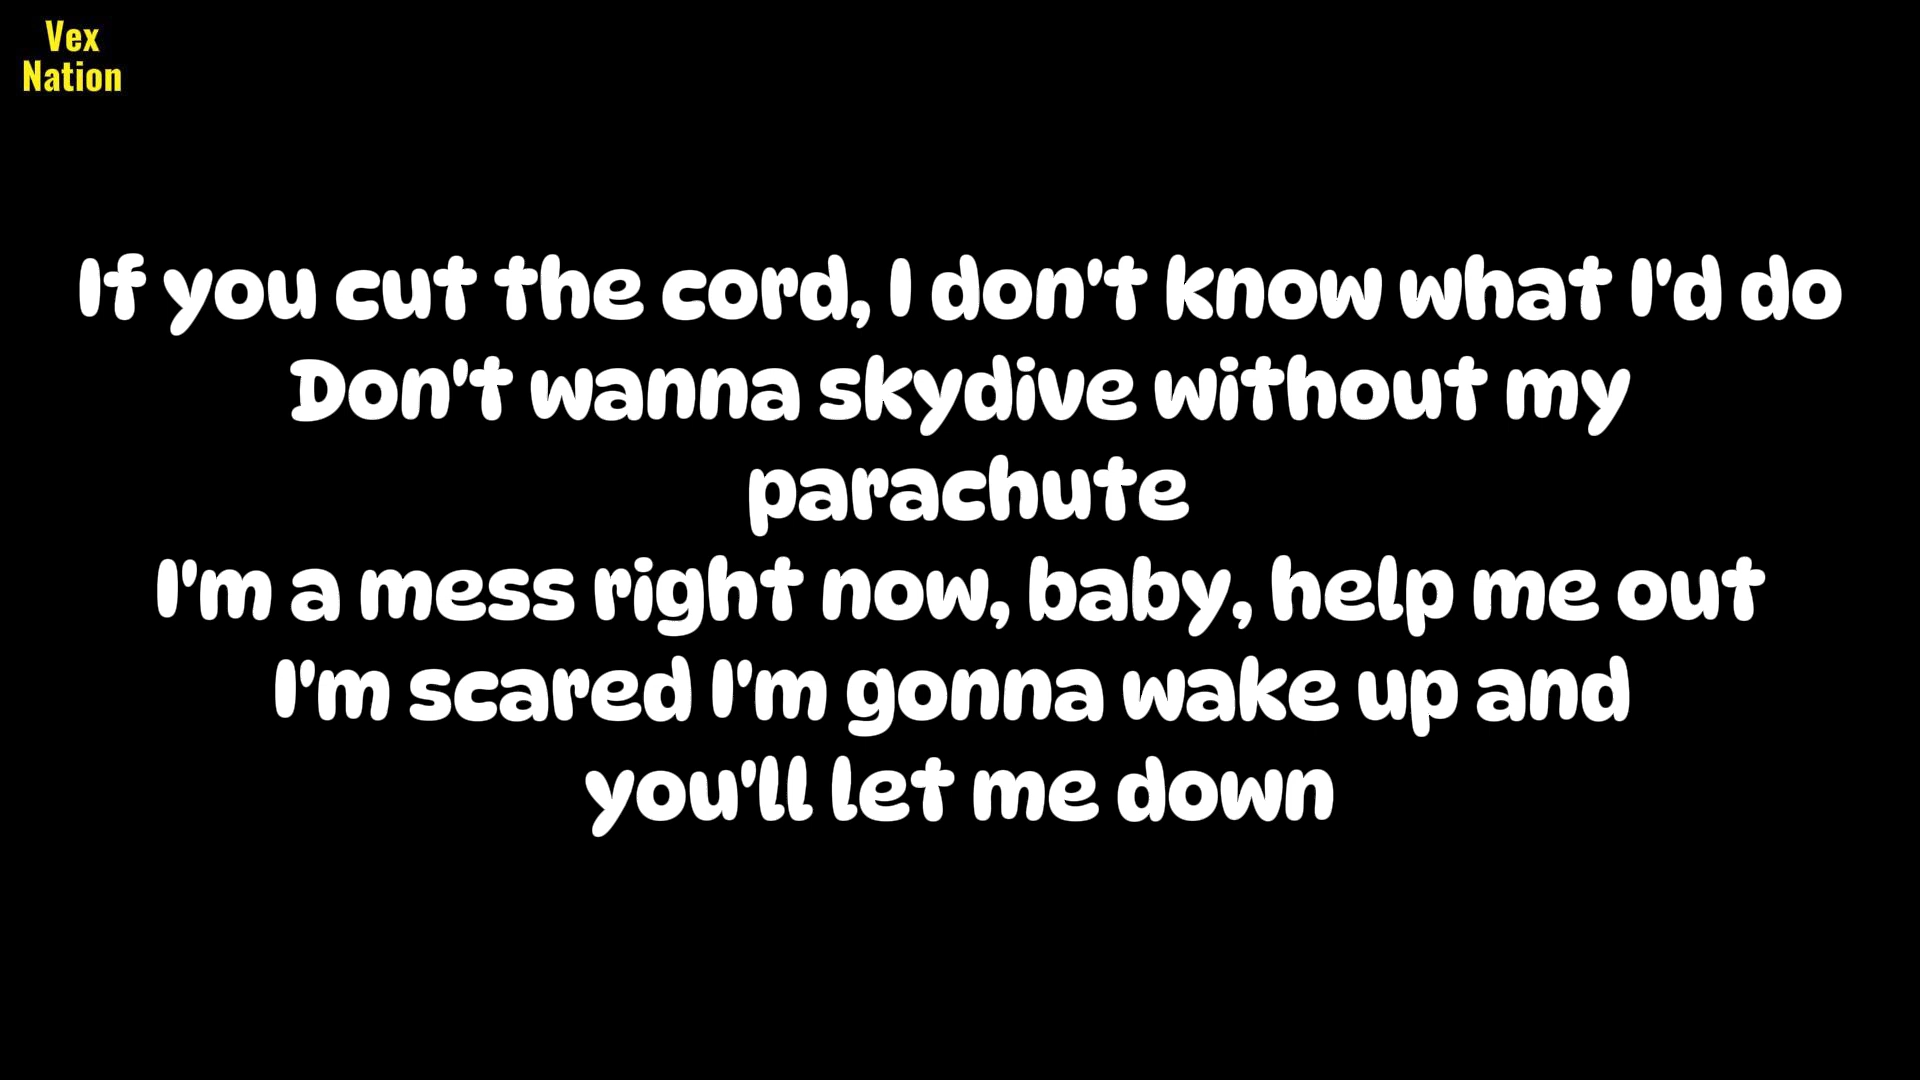 Vex
Nation
If you cut the cord, I don't know what I'd do
Don't wanna skydive without my
parachute
I'm a mess right now, baby, help me out
I'm scared I'm gonna wake up and
you'll let me down